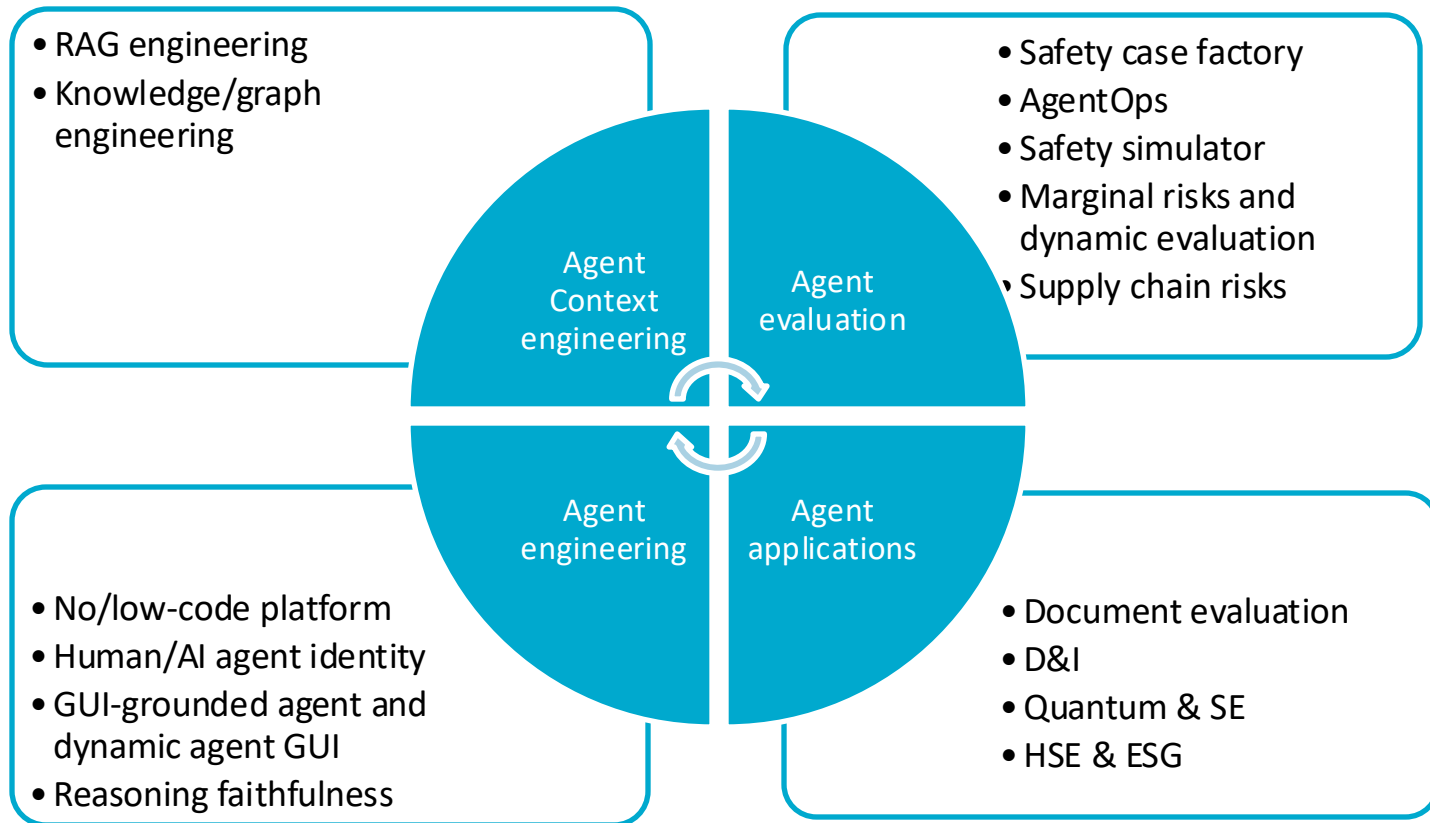 • RAG engineering
• Knowledge/graph
engineering
• Safety case factory
• AgentOps
• Safety simulator
• Marginal risks and
dynamic evaluation
• Supply chain risks
Agent
Context
engineering
Agent
evaluation
Agent
engineering
Agent
applications
• No/low-code platform
• Human/AI agent identity
• GUI-grounded agent and
dynamic agent GUI
• Reasoning faithfulness
• Document evaluation
• D&I
• Quantum & SE
• HSE & ESG